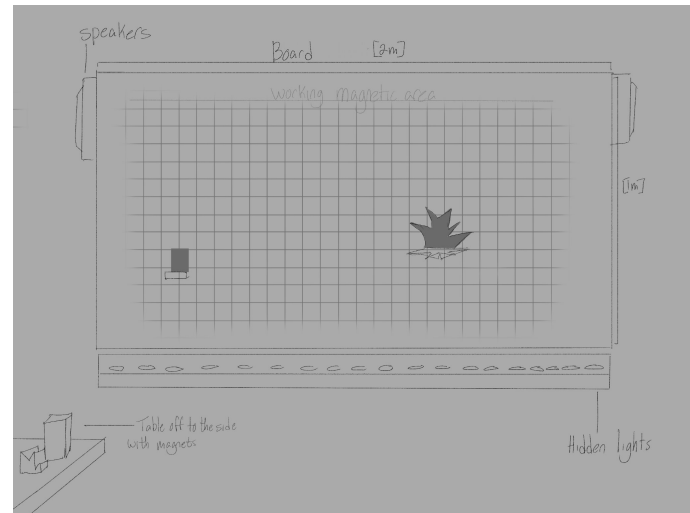 speakers
Board [2m]
working magnetic area
[1m]
Table off to the side
with magnets
Hidden lights